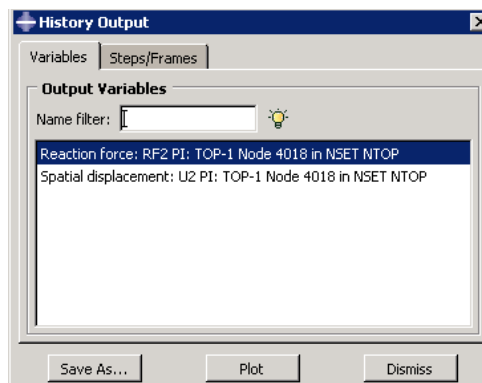 History Output
Variables Steps/Frames
Output Variables
Name filter:
Reaction force: RF2 PI: TOP-1 Node 4018 in NSET NTOP
Spatial displacement: U2 PI: TOP-1 Node 4018 in NSET NTOP
Save As... Plot Dismiss